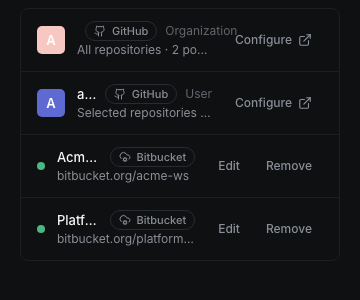 A GitHub Organization Configure
All repositories · 2 po...
A a... GitHub User Configure
Selected repositories ...
Acm... Bitbucket Edit Remove
bitbucket.org/acme-ws
Platf... Bitbucket Edit Remove
bitbucket.org/platform...